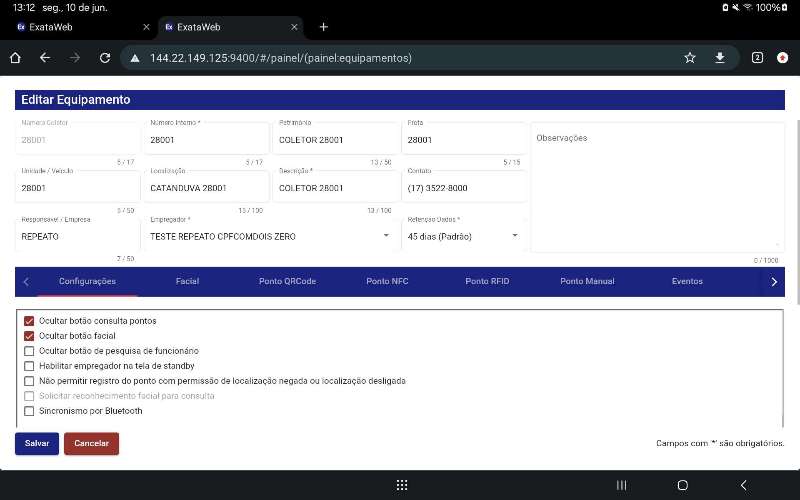 13:12 seg., 10 de jun. 100%
ExataWeb ExataWeb
144.22.149.125:9400/#/painel/(painel:equipamentos) 2
Editar Equipamento
Número Coletor Número Interno * Patrimônio Frota
28001 28001 COLETOR 28001 28001 Observações
5 / 17 5 / 17 13 / 50 5 / 15
Unidade / Veículo Localização Descrição * Contato
28001 CATANDUVA 28001 COLETOR 28001 (17) 3522-8000
5 / 50 15 / 100 13 / 100
Responsável / Empresa Empregador * Retenção Dados *
REPEATO TESTE REPEATO CPFCOMDOIS ZERO 45 dias (Padrão)
7 / 50 0 / 1000
Configurações Facial Ponto QRCode Ponto NFC Ponto RFID Ponto Manual Eventos
Ocultar botão consulta pontos
Ocultar botão facial
Ocultar botão de pesquisa de funcionário
Habilitar empregador na tela de standby
Não permitir registro do ponto com permissão de localização negada ou localização desligada
Solicitar reconhecimento facial para consulta
Sincronismo por Bluetooth
Salvar Cancelar Campos com '*' são obrigatórios.